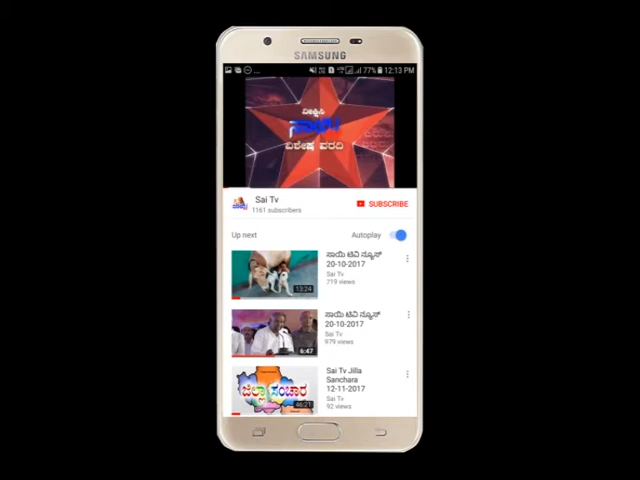 SAMSUNG
77% 12:13 PM
ವೀಕ್ಷಿಸಿ
ವಿಶೇಷ ವರದಿ
Sai Tv
1161 subscribers
SUBSCRIBE
Up next
Autoplay
ಸಾಯಿ ಟಿವಿ ನ್ಯೂಸ್
20-10-2017
Sai Tv
719 views
13:24
ಸಾಯಿ ಟಿವಿ ನ್ಯೂಸ್
20-10-2017
Sai Tv
979 views
6:47
Sai Tv Jilla
Sanchara
12-11-2017
Sai Tv
92 views
ಜಿಲ್ಲಾ ಸಂಚಾರ
46:21